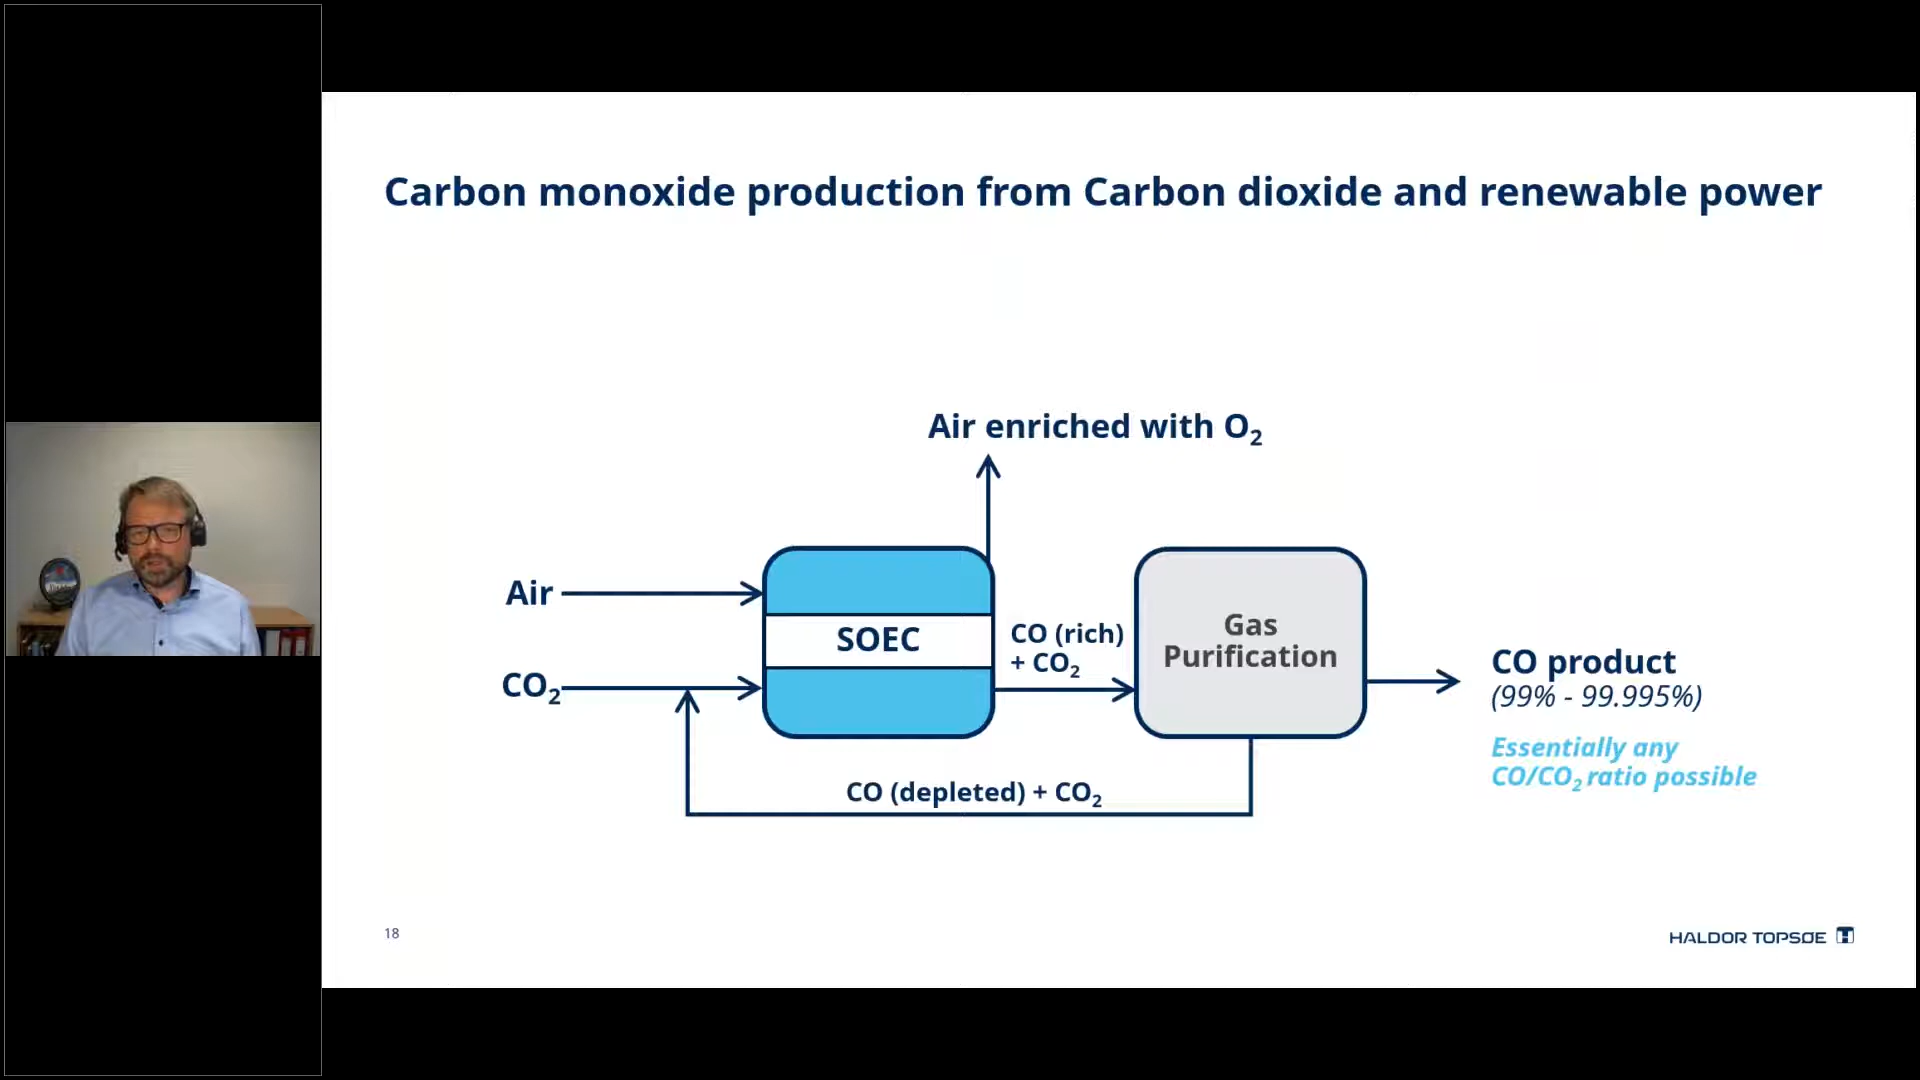 Carbon monoxide production from Carbon dioxide and renewable power
Air enriched with O₂
Air
SOEC
CO₂
CO (rich)
+ CO₂
Gas
Purification
CO product
(99% - 99.995%)
Essentially any
CO/CO₂ ratio possible
CO (depleted) + CO₂
18
HALDOR TOPSØE